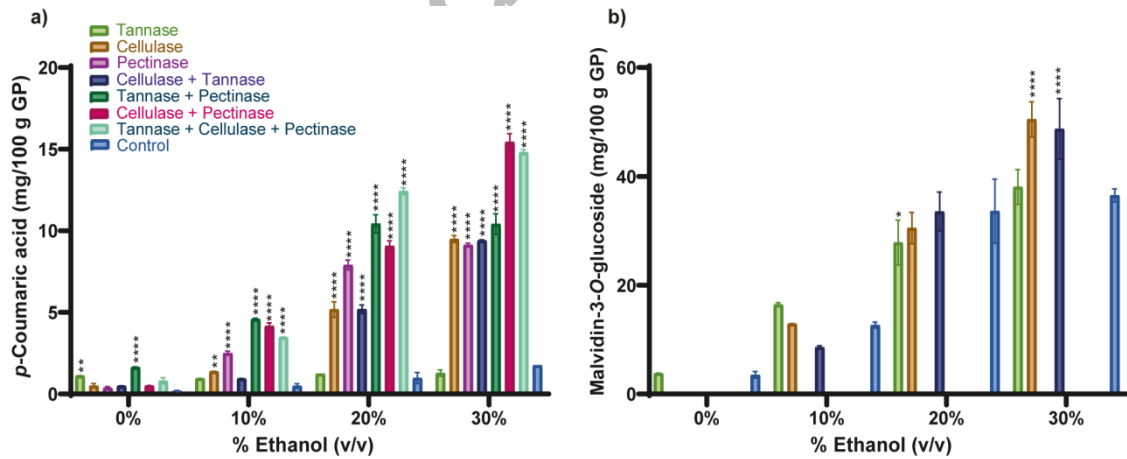 a)
Tannase
Cellulase
Pectinase
Cellulase + Tannase
Tannase + Pectinase
Cellulase + Pectinase
Tannase + Cellulase + Pectinase
Control
p-Coumaric acid (mg/100 g GP)
20
15
10
5
0
** **** ** **** **** **** **** **** **** **** **** **** **** **** **** **** **** **** ****
0% 10% 20% 30%
% Ethanol (v/v)
b)
Malvidin-3-O-glucoside (mg/100 g GP)
60
40
20
0
* **** ****
0% 10% 20% 30%
% Ethanol (v/v)